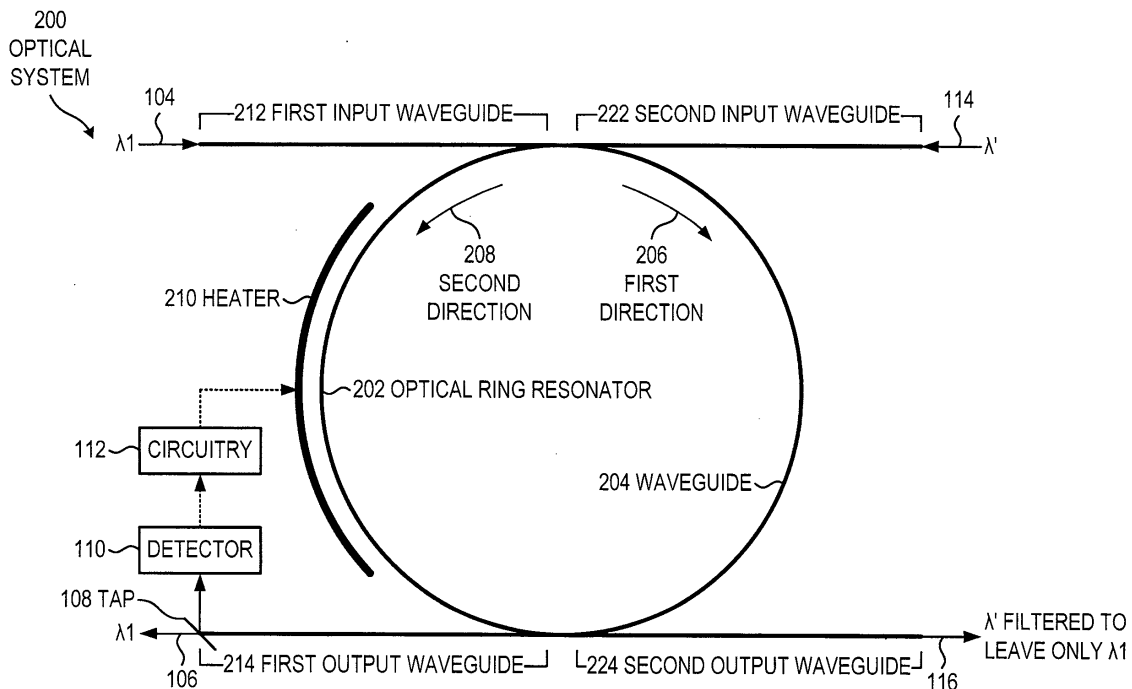 200
OPTICAL
SYSTEM
104
λ1
212 FIRST INPUT WAVEGUIDE
222 SECOND INPUT WAVEGUIDE
114
λ'
208
SECOND
DIRECTION
206
FIRST
DIRECTION
210 HEATER
202 OPTICAL RING RESONATOR
112
CIRCUITRY
204 WAVEGUIDE
110
DETECTOR
108 TAP
λ1
106
214 FIRST OUTPUT WAVEGUIDE
224 SECOND OUTPUT WAVEGUIDE
116
λ' FILTERED TO
LEAVE ONLY λ1